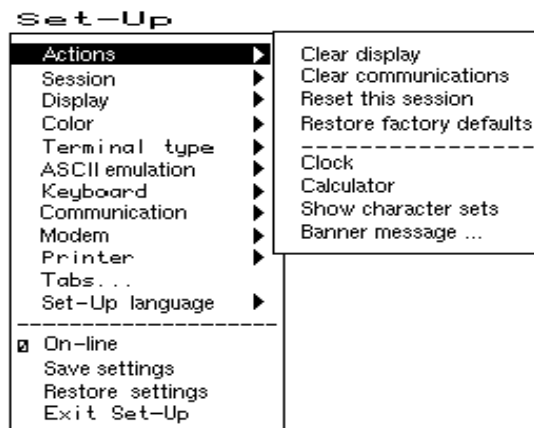 Set-Up
Actions
Session
Display
Color
Terminal type
ASCII emulation
Keyboard
Communication
Modem
Printer
Tabs...
Set-Up language
On-line
Save settings
Restore settings
Exit Set-Up
Clear display
Clear communications
Reset this session
Restore factory defaults
Clock
Calculator
Show character sets
Banner message ...